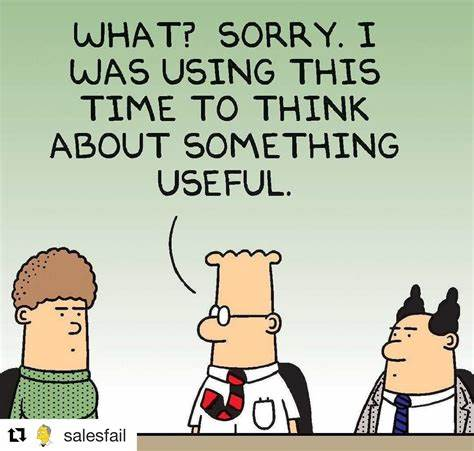 WHAT? SORRY. I
WAS USING THIS
TIME TO THINK
ABOUT SOMETHING
USEFUL.
salesfail